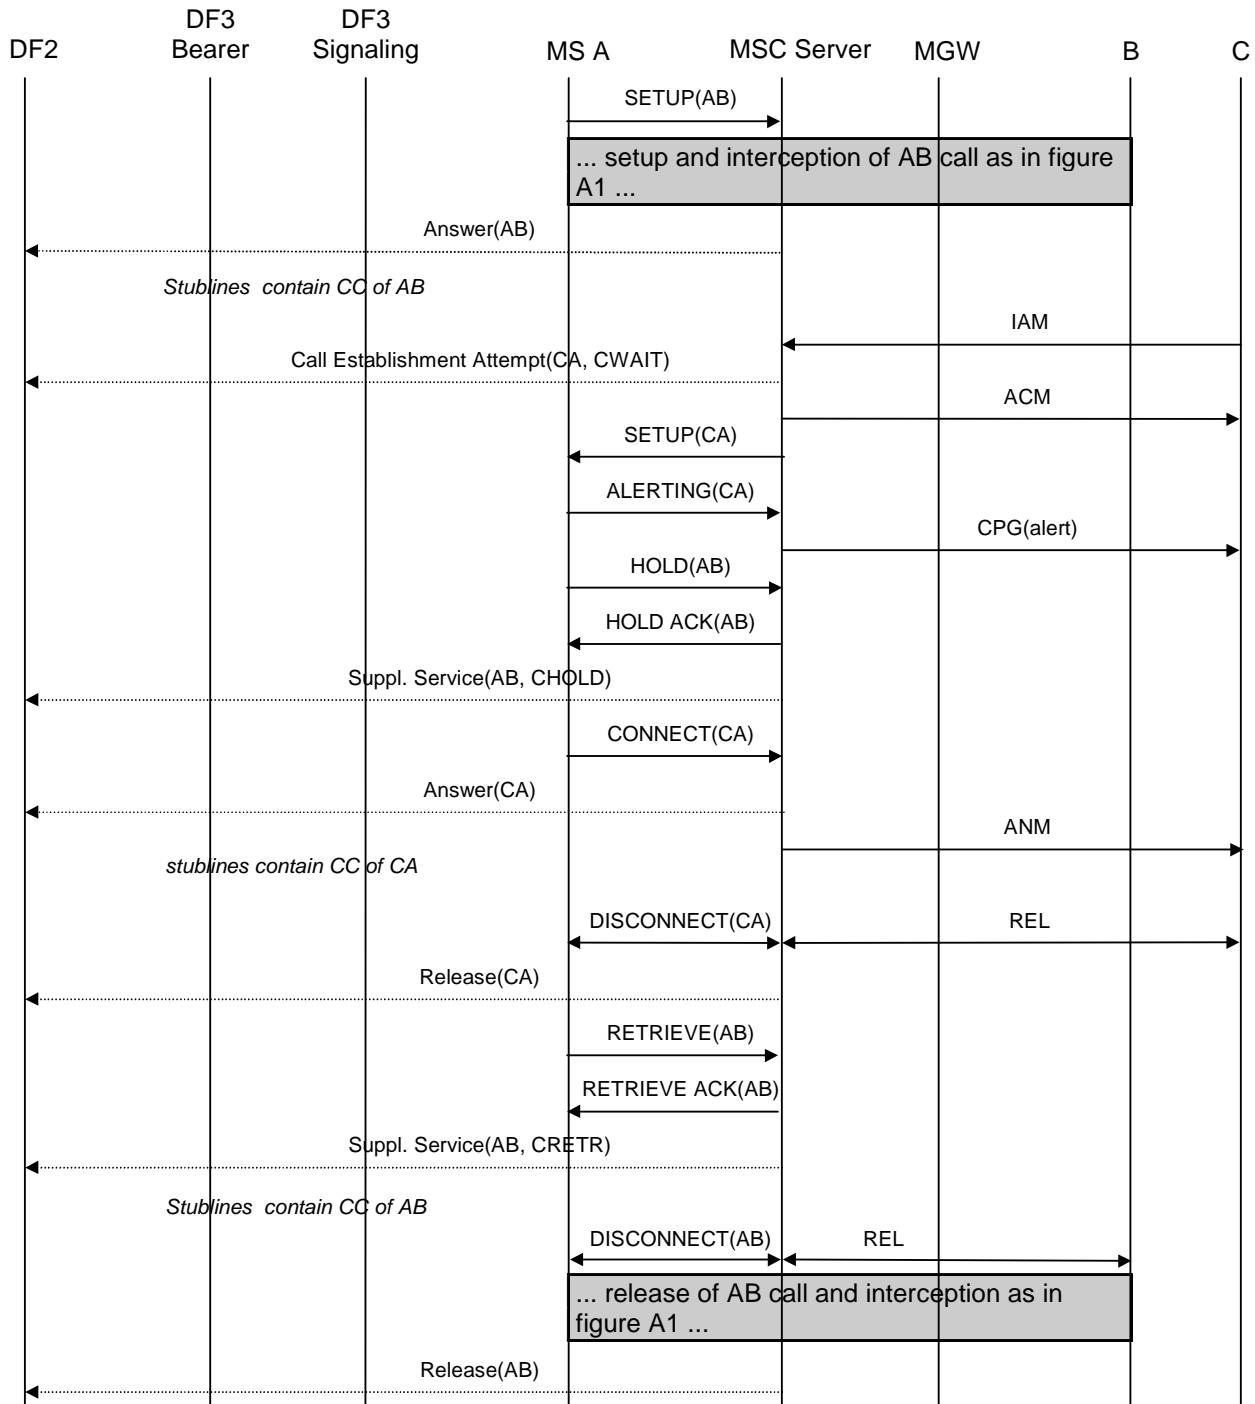 DF3 DF3
DF2 Bearer Signaling MS A MSC Server MGW B C
SETUP(AB)
... setup and interception of AB call as in figure
A1 ...
Answer(AB)
Stublines contain CC of AB
IAM
Call Establishment Attempt(CA, CWAIT)
ACM
SETUP(CA)
ALERTING(CA)
CPG(alert)
HOLD(AB)
HOLD ACK(AB)
Suppl. Service(AB, CHOLD)
CONNECT(CA)
Answer(CA)
ANM
stublines contain CC of CA
DISCONNECT(CA) REL
Release(CA)
RETRIEVE(AB)
RETRIEVE ACK(AB)
Suppl. Service(AB, CRETR)
Stublines contain CC of AB
DISCONNECT(AB) REL
... release of AB call and interception as in
figure A1 ...
Release(AB)